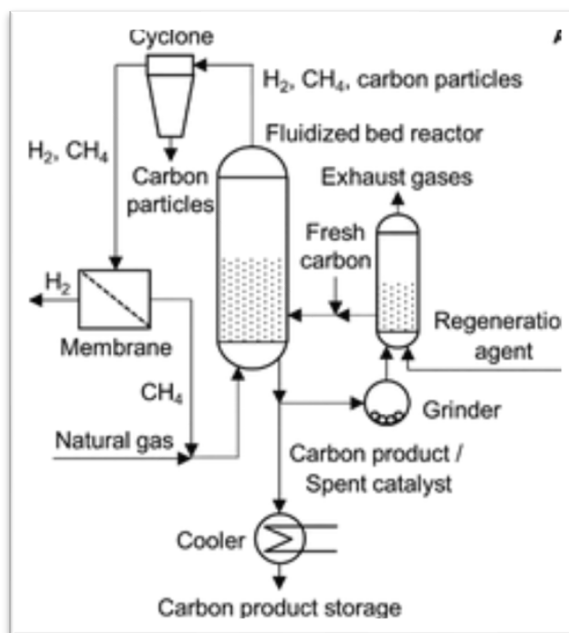 Cyclone
A
H₂, CH₄, carbon particles
Fluidized bed reactor
H₂, CH₄
Carbon
particles
Exhaust gases
Fresh
carbon
H₂
Membrane
Regeneratio
agent
CH₄
Grinder
Natural gas
Carbon product /
Spent catalyst
Cooler
Carbon product storage